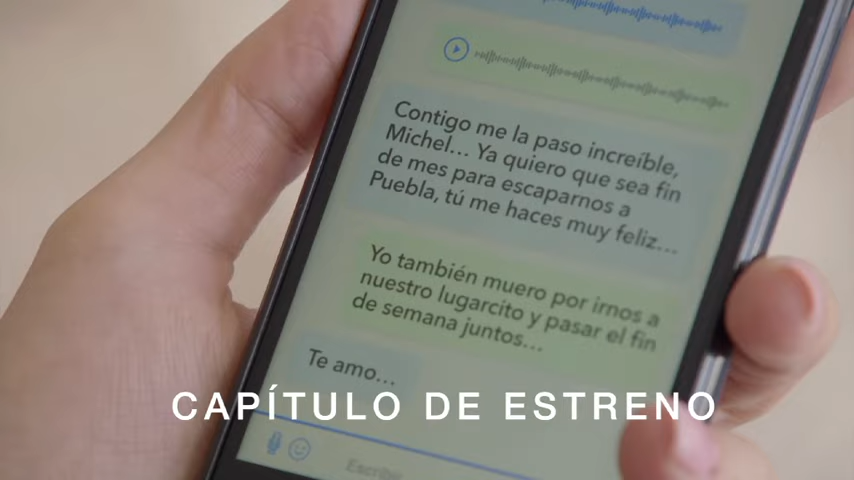 Contigo me la paso increíble,
Michel... Ya quiero que sea fin
de mes para escaparnos a
Puebla, tú me haces muy feliz...
Yo también muero por irnos a
nuestro lugarcito y pasar el fin
de semana juntos...
Te amo...
CAPÍTULO DE ESTRENO